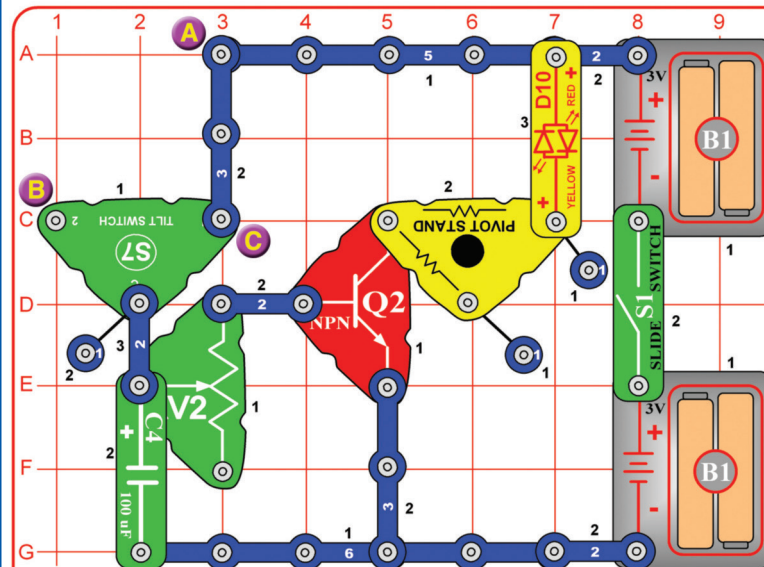 1 2 3 4 5 6 7 8 9
A
B
C
D
E
F
G
A
B
C
5
1
2
2
3
2
D10
+
RED
YELLOW
+
3
3V
+
-
B1
1
1
2
TILT SWITCH
S7
2
PIVOT STAND
1
1
2
2
NPN
Q2
1
1
1
S1
SLIDE SWITCH
2
1
2
3
2
V2
1
+
C4
100 uF
2
3
2
3V
+
-
B1
1
1
6
2
2